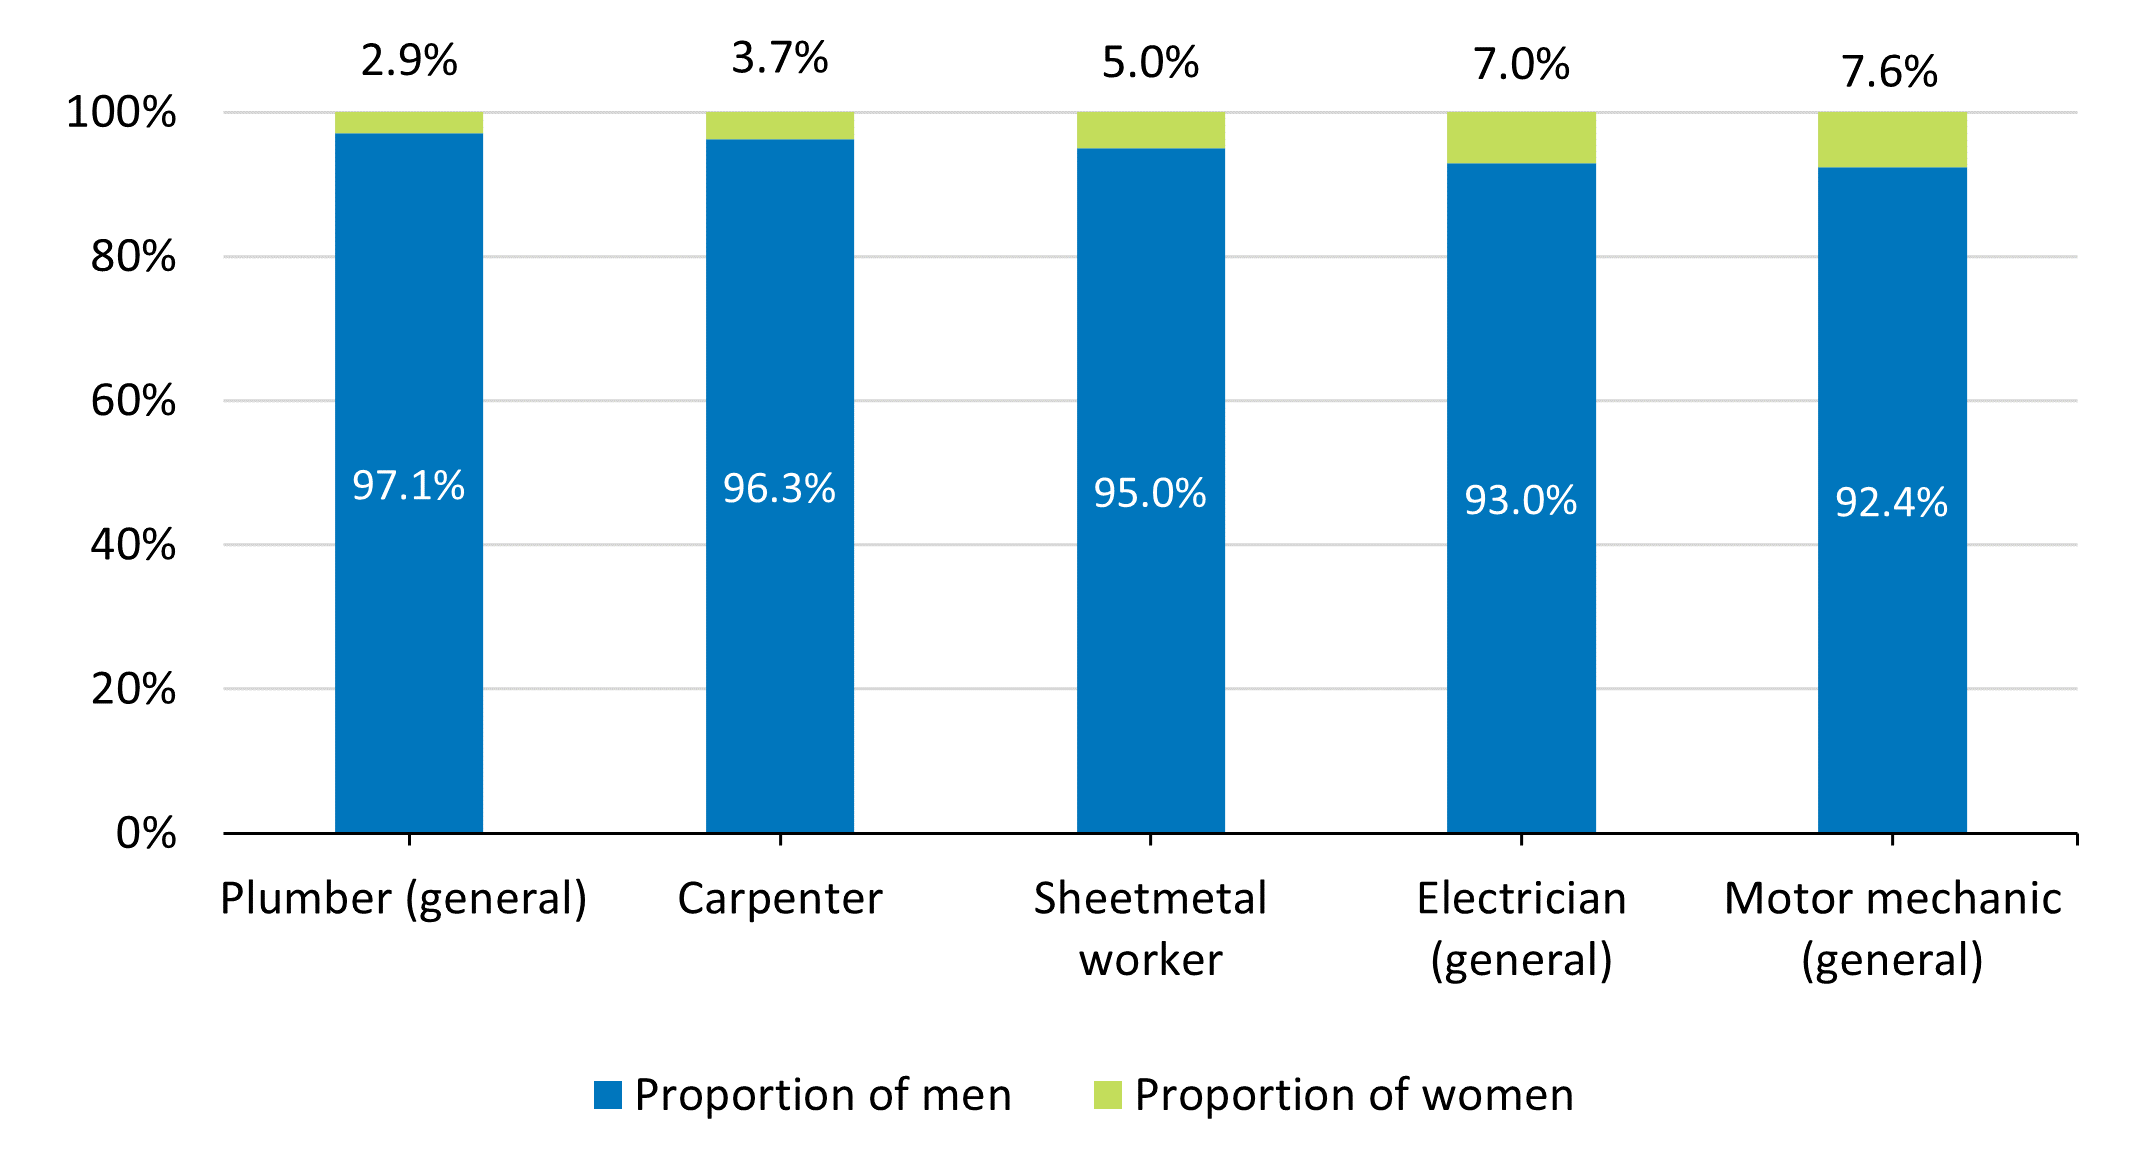 2.9% 3.7% 5.0% 7.0% 7.6%
100%
80%
60%
97.1% 96.3% 95.0% 93.0% 92.4%
40%
20%
0%
Plumber (general) Carpenter Sheetmetal Electrician Motor mechanic
worker (general) (general)
Proportion of men Proportion of women